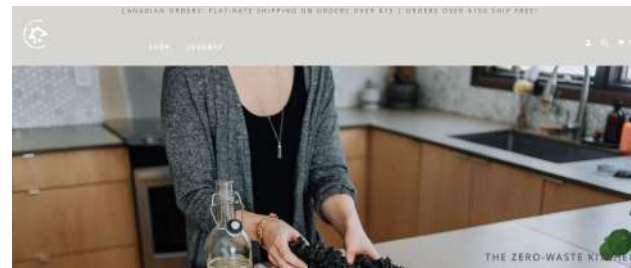 CANADIAN ORDERS: FLAT-RATE SHIPPING ON ORDERS OVER $75 | ORDERS OVER $150 SHIP FREE!
SHOP JOURNAL
THE ZERO-WASTE KITCHEN